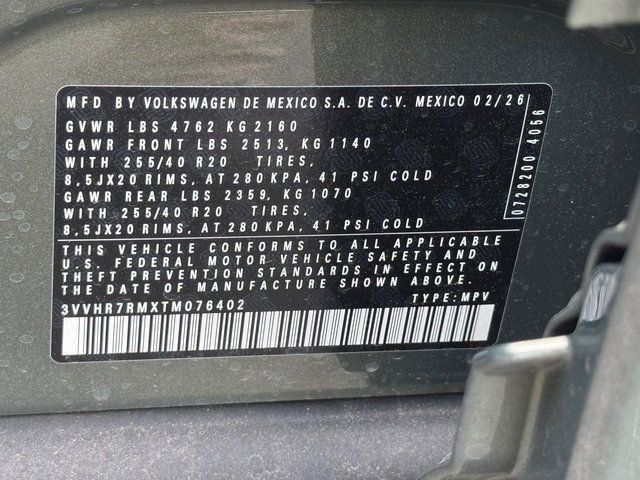 MFD BY VOLKSWAGEN DE MEXICO S.A. DE C.V. MEXICO 02/26
GVWR LBS 4762 KG 2160
GAWR FRONT LBS 2513, KG 1140
WITH 255/40 R20 TIRES,
8,5JX20 RIMS, AT 280 KPA, 41 PSI COLD
GAWR REAR LBS 2359, KG 1070
WITH 255/40 R20 TIRES,
8,5JX20 RIMS, AT 280 KPA, 41 PSI COLD
THIS VEHICLE CONFORMS TO ALL APPLICABLE
U.S. FEDERAL MOTOR VEHICLE SAFETY AND
THEFT PREVENTION STANDARDS IN EFFECT ON
THE DATE OF MANUFACTURE SHOWN ABOVE.
3VVHR7RMXTM076402 TYPE: MPV
0728200 4056